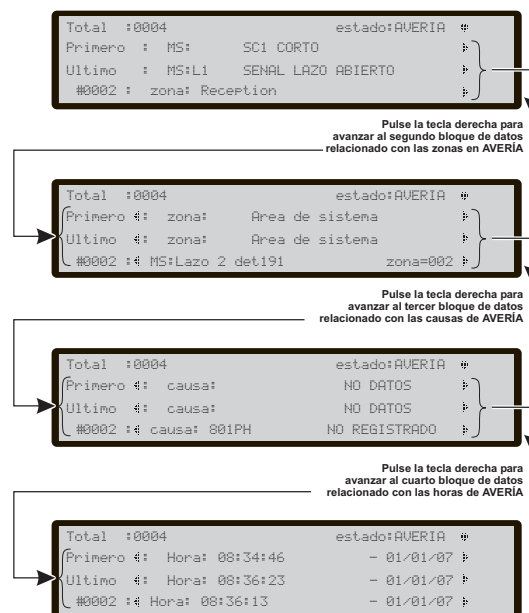 Total :0004 estado:AVERIA
Primero : MS: SC1 CORTO
Ultimo : MS:L1 SENAL LAZO ABIERTO
#0002 : zona: Reception
Pulse la tecla derecha para
avanzar al segundo bloque de datos
relacionado con las zonas en AVERÍA
Total :0004 estado:AVERIA
Primero : zona: Area de sistema
Ultimo : zona: Area de sistema
#0002 : MS:Lazo 2 det191 zona=002
Pulse la tecla derecha para
avanzar al tercer bloque de datos
relacionado con las causas de AVERÍA
Total :0004 estado:AVERIA
Primero : causa: NO DATOS
Ultimo : causa: NO DATOS
#0002 : causa: 801PH NO REGISTRADO
Pulse la tecla derecha para
avanzar al cuarto bloque de datos
relacionado con las horas de AVERÍA
Total :0004 estado:AVERIA
Primero : Hora: 08:34:46 - 01/01/07
Ultimo : Hora: 08:36:23 - 01/01/07
#0002 : Hora: 08:36:13 - 01/01/07